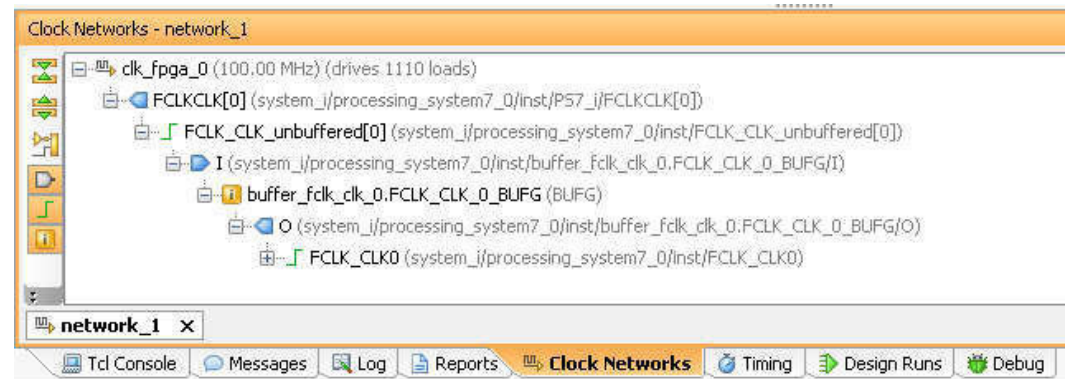 Clock Networks - network_1
clk_fpga_0 (100.00 MHz) (drives 1110 loads)
FCLKCLK[0] (system_i/processing_system7_0/inst/PS7_i/FCLKCLK[0])
FCLK_CLK_unbuffered[0] (system_i/processing_system7_0/inst/FCLK_CLK_unbuffered[0])
I (system_i/processing_system7_0/inst/buffer_fclk_clk_0.FCLK_CLK_0_BUFG/I)
buffer_fclk_clk_0.FCLK_CLK_0_BUFG (BUFG)
O (system_i/processing_system7_0/inst/buffer_fclk_clk_0.FCLK_CLK_0_BUFG/O)
FCLK_CLK0 (system_i/processing_system7_0/inst/FCLK_CLK0)
network_1 ×
Tcl Console Messages Log Reports Clock Networks Timing Design Runs Debug